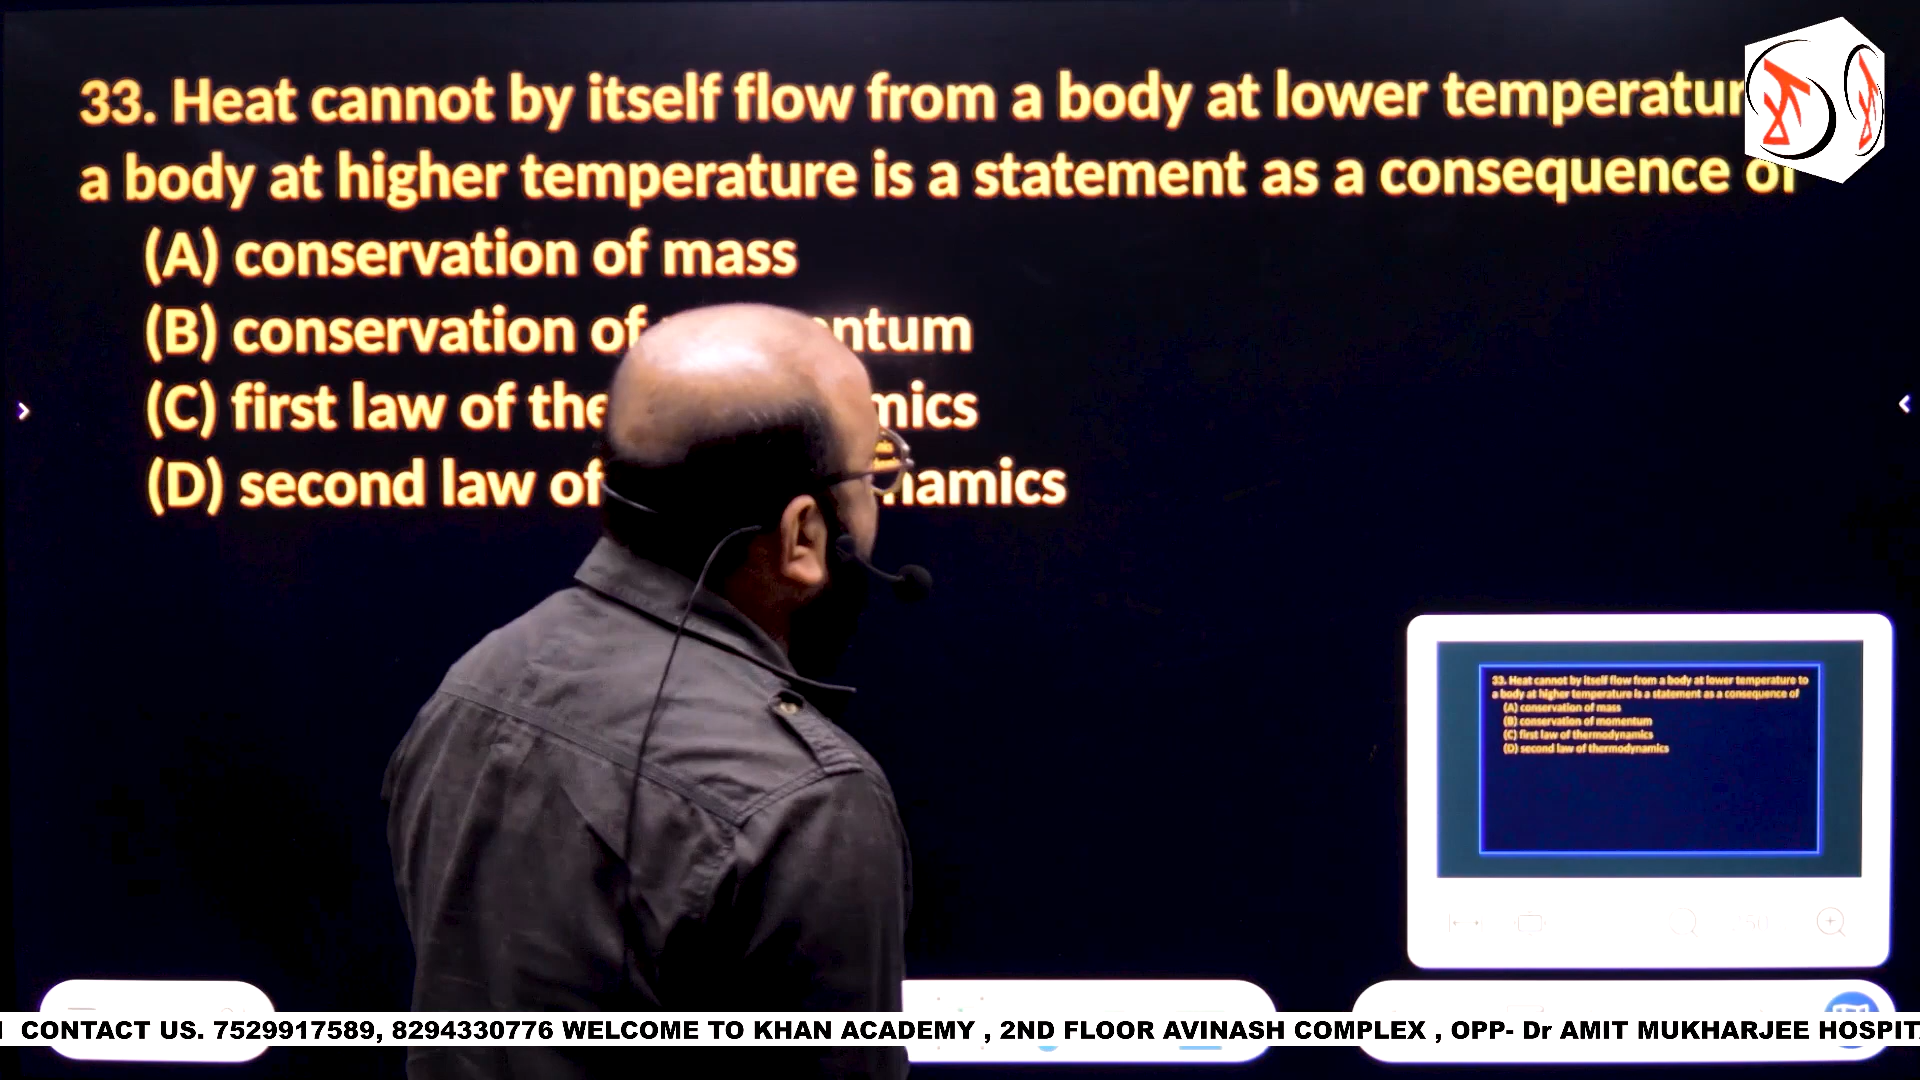 33. Heat cannot by itself flow from a body at lower temperatur
a body at higher temperature is a statement as a consequence of
(A) conservation of mass
(B) conservation of ntum
(C) first law of the mics
(D) second law of namics
33. Heat cannot by itself flow from a body at lower temperature to
a body at higher temperature is a statement as a consequence of
(A) conservation of mass
(B) conservation of momentum
(C) first law of thermodynamics
(D) second law of thermodynamics
CONTACT US. 7529917589, 8294330776 WELCOME TO KHAN ACADEMY , 2ND FLOOR AVINASH COMPLEX , OPP- Dr AMIT MUKHARJEE HOSPIT